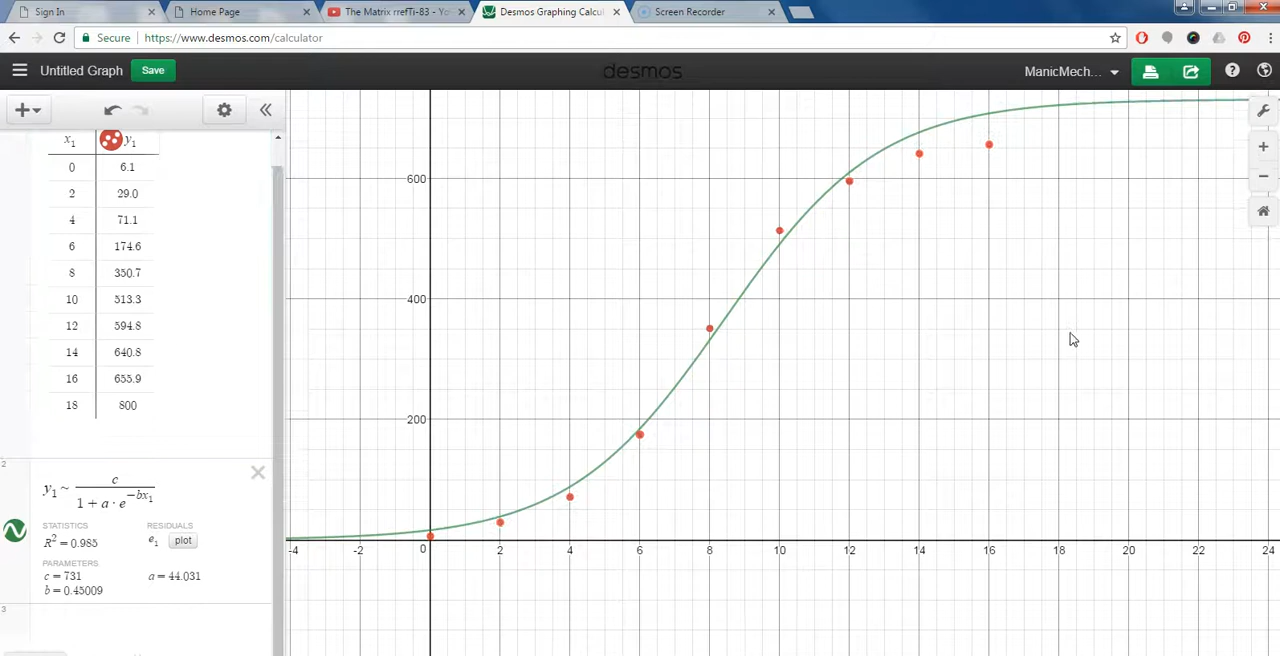 Sign In
Home Page
The Matrix rrefTi-83 - Yo
Desmos Graphing Calcul
Screen Recorder
Secure
https://www.desmos.com/calculator
Untitled Graph
Save
desmos
ManicMech...
x₁ y₁
0 6.1
2 29.0
4 71.1
6 174.6
8 350.7
10 513.3
12 594.8
14 640.8
16 655.9
18 800
2
y₁ ~ c / (1 + a · e^(−bx₁))
STATISTICS RESIDUALS
R² = 0.985 e₁ plot
PARAMETERS
c = 731 a = 44.031
b = 0.45009
3
600
400
200
-4 -2 0 2 4 6 8 10 12 14 16 18 20 22 24